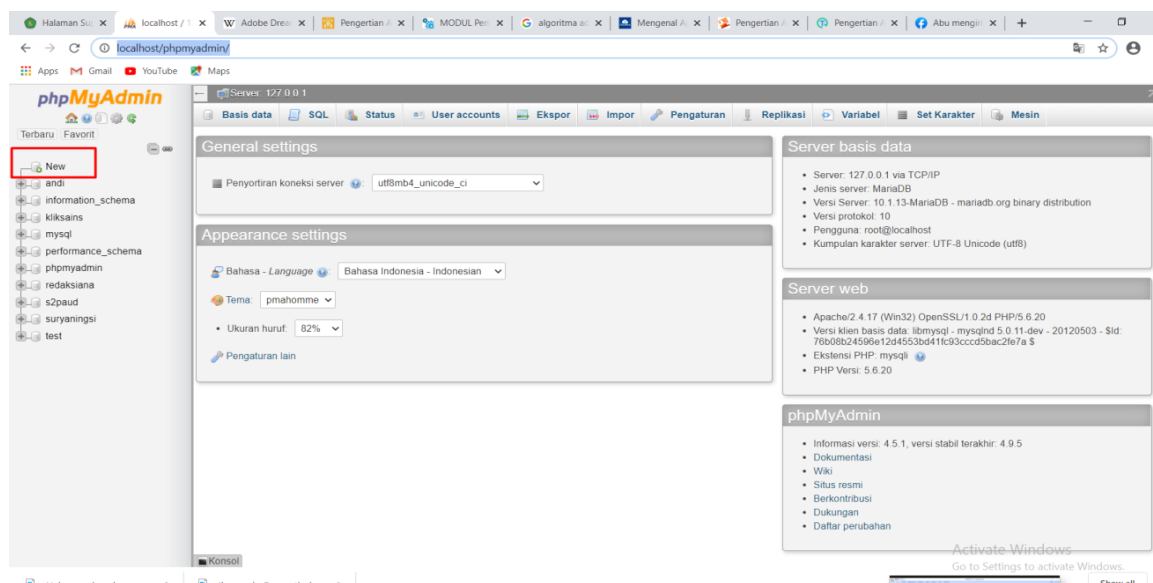 Halaman Su
localhost / 1
Adobe Drea
Pengertian A
MODUL Pen
algoritma ad
Mengenal A
Pengertian A
Pengertian A
Abu mengiri
localhost/phpmyadmin/
Apps Gmail YouTube Maps
phpMyAdmin
Terbaru Favorit
New
andi
information_schema
kliksains
mysql
performance_schema
phpmyadmin
redaksiana
s2paud
suryaningsi
test
Server: 127.0.0.1
Basis data SQL Status User accounts Ekspor Impor Pengaturan Replikasi Variabel Set Karakter Mesin
General settings
Penyortiran koneksi server : utf8mb4_unicode_ci
Appearance settings
Bahasa - Language : Bahasa Indonesia - Indonesian
Tema: pmahomme
• Ukuran huruf: 82%
Pengaturan lain
Server basis data
• Server: 127.0.0.1 via TCP/IP
• Jenis server: MariaDB
• Versi Server: 10.1.13-MariaDB - mariadb.org binary distribution
• Versi protokol: 10
• Pengguna: root@localhost
• Kumpulan karakter server: UTF-8 Unicode (utf8)
Server web
• Apache/2.4.17 (Win32) OpenSSL/1.0.2d PHP/5.6.20
• Versi klien basis data: libmysql - mysqlnd 5.0.11-dev - 20120503 - $Id:
76b08b24596e12d4553bd41fc93cccd5bac2fe7a $
• Ekstensi PHP: mysqli
• PHP Versi: 5.6.20
phpMyAdmin
• Informasi versi: 4.5.1, versi stabil terakhir: 4.9.5
• Dokumentasi
• Wiki
• Situs resmi
• Berkontribusi
• Dukungan
• Daftar perubahan
Konsol
Activate Windows
Go to Settings to activate Windows.
Show all